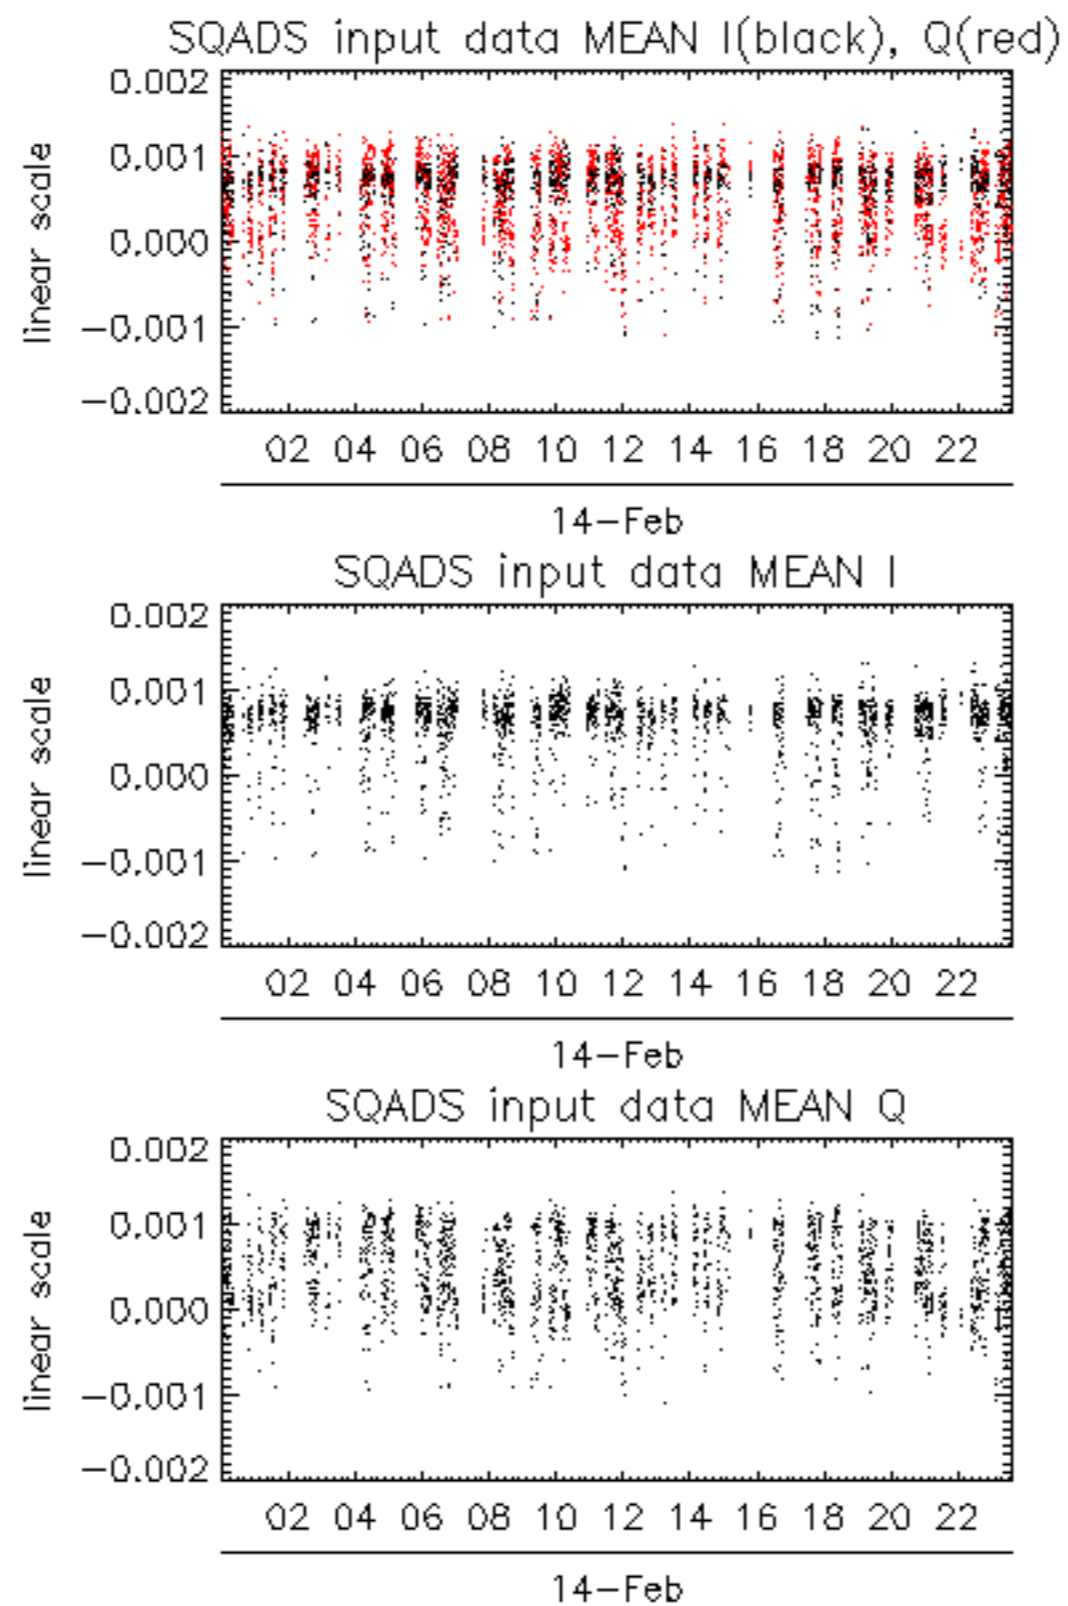 SQADS input data MEAN I(black), Q(red)
0.002
0.001
0.000
−0.001
−0.002
linear scale
02 04 06 08 10 12 14 16 18 20 22
14−Feb
SQADS input data MEAN I
0.002
0.001
0.000
−0.001
−0.002
linear scale
02 04 06 08 10 12 14 16 18 20 22
14−Feb
SQADS input data MEAN Q
0.002
0.001
0.000
−0.001
−0.002
linear scale
02 04 06 08 10 12 14 16 18 20 22
14−Feb